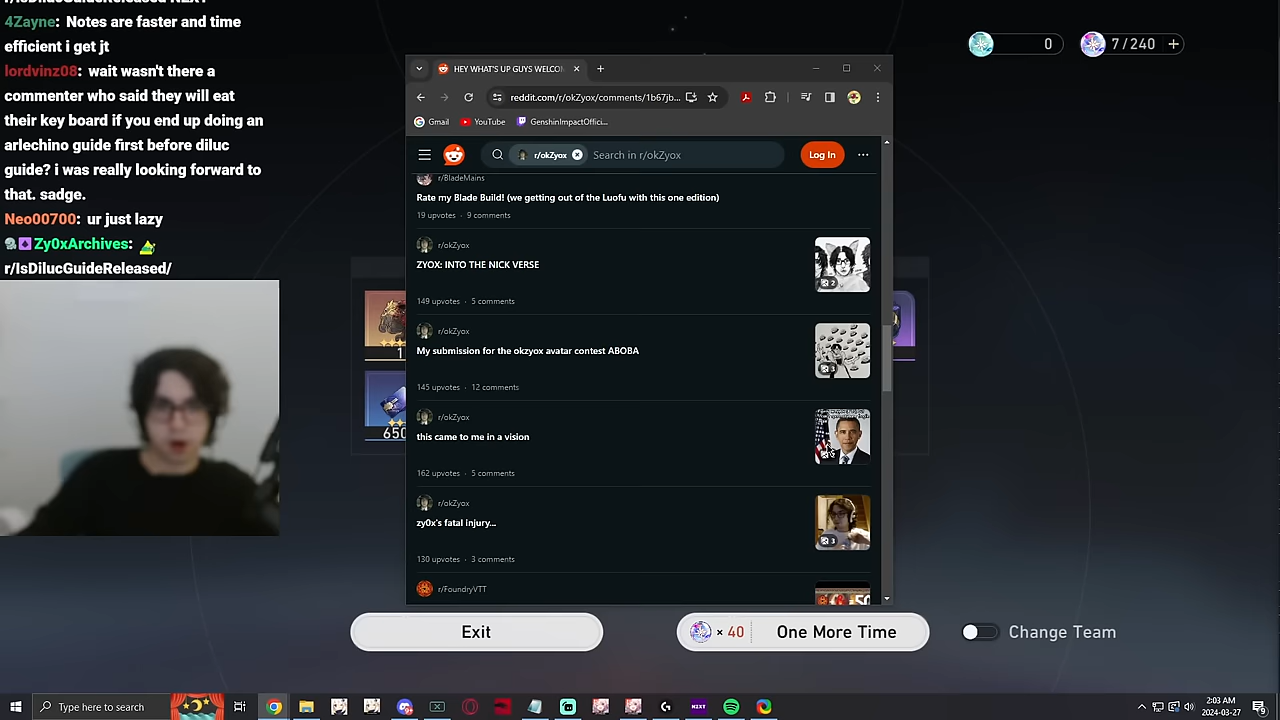 4Zayne: Notes are faster and time
efficient i get jt
lordvinz08: wait wasn't there a
commenter who said they will eat
their key board if you end up doing an
arlechino guide first before diluc
guide? i was really looking forward to
that. sadge.
Neo00700: ur just lazy
Zy0xArchives:
r/IsDilucGuideReleased/
0
7/240 +
HEY WHAT'S UP GUYS WELCO
reddit.com/r/okZyox/comments/1b67jb...
Gmail
YouTube
GenshinImpactOffici...
r/okZyox
Search in r/okZyox
Log In
r/BladeMains
Rate my Blade Build! (we getting out of the Luofu with this one edition)
19 upvotes · 9 comments
r/okZyox
ZYOX: INTO THE NICK VERSE
2
149 upvotes · 5 comments
r/okZyox
My submission for the okzyox avatar contest ABOBA
3
145 upvotes · 12 comments
r/okZyox
this came to me in a vision
162 upvotes · 5 comments
r/okZyox
zy0x's fatal injury...
3
130 upvotes · 3 comments
r/FoundryVTT
1
650
Exit
× 40
One More Time
Change Team
Type here to search
N3XT
2:03 AM
2024-03-27